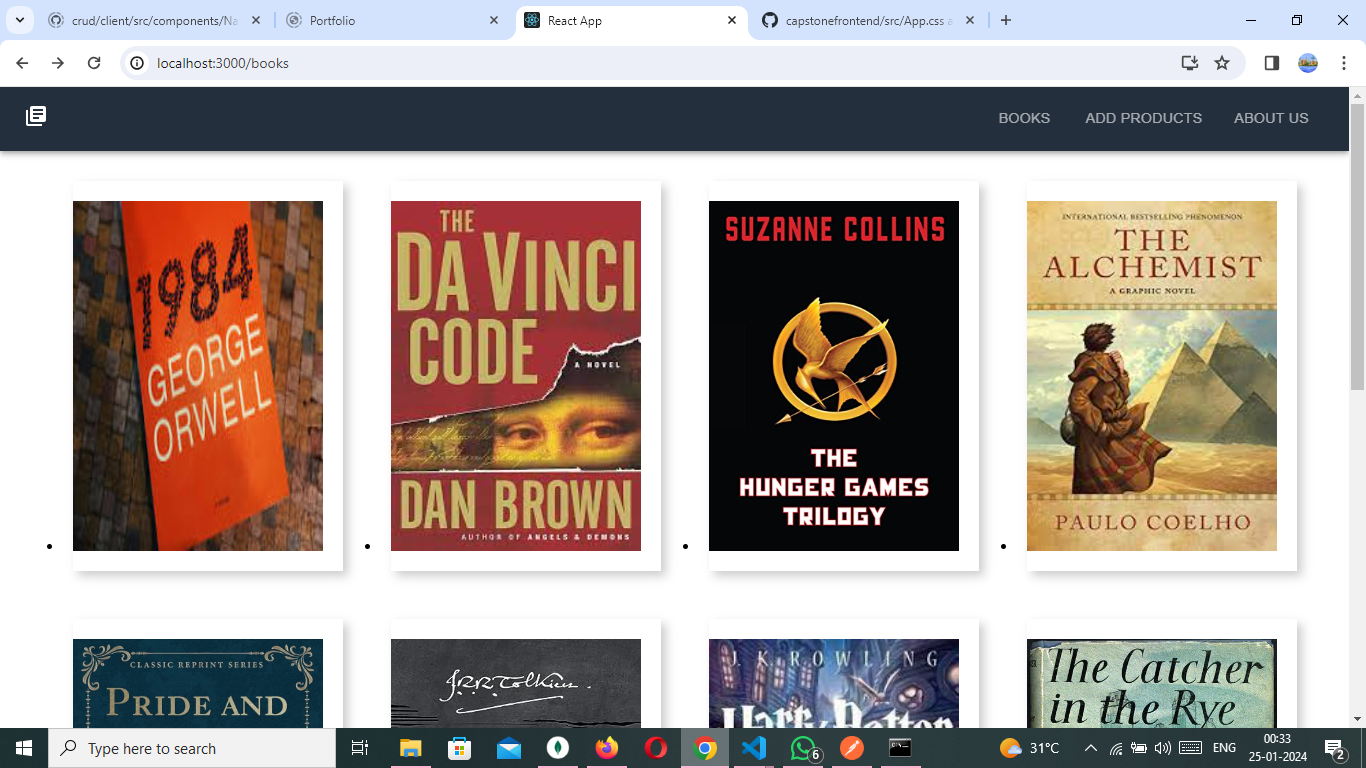 crud/client/src/components/Na
Portfolio
React App
capstonefrontend/src/App.css a
localhost:3000/books
BOOKS
ADD PRODUCTS
ABOUT US
1984
GEORGE
ORWELL
THE
DA VINCI
CODE
A NOVEL
DAN BROWN
AUTHOR OF ANGELS & DEMONS
SUZANNE COLLINS
THE
HUNGER GAMES
TRILOGY
INTERNATIONAL BESTSELLING PHENOMENON
THE
ALCHEMIST
A GRAPHIC NOVEL
PAULO COELHO
CLASSIC REPRINT SERIES
PRIDE AND
J.R.R. Tolkien.
J.K. ROWLING
Harry Potter
The Catcher
in the Rye
Type here to search
6
31°C
ENG
00:33
25-01-2024
2